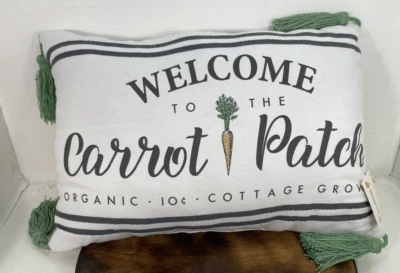 WELCOME
TO THE
Carrot Patch
ORGANIC · 10¢ · COTTAGE GROW